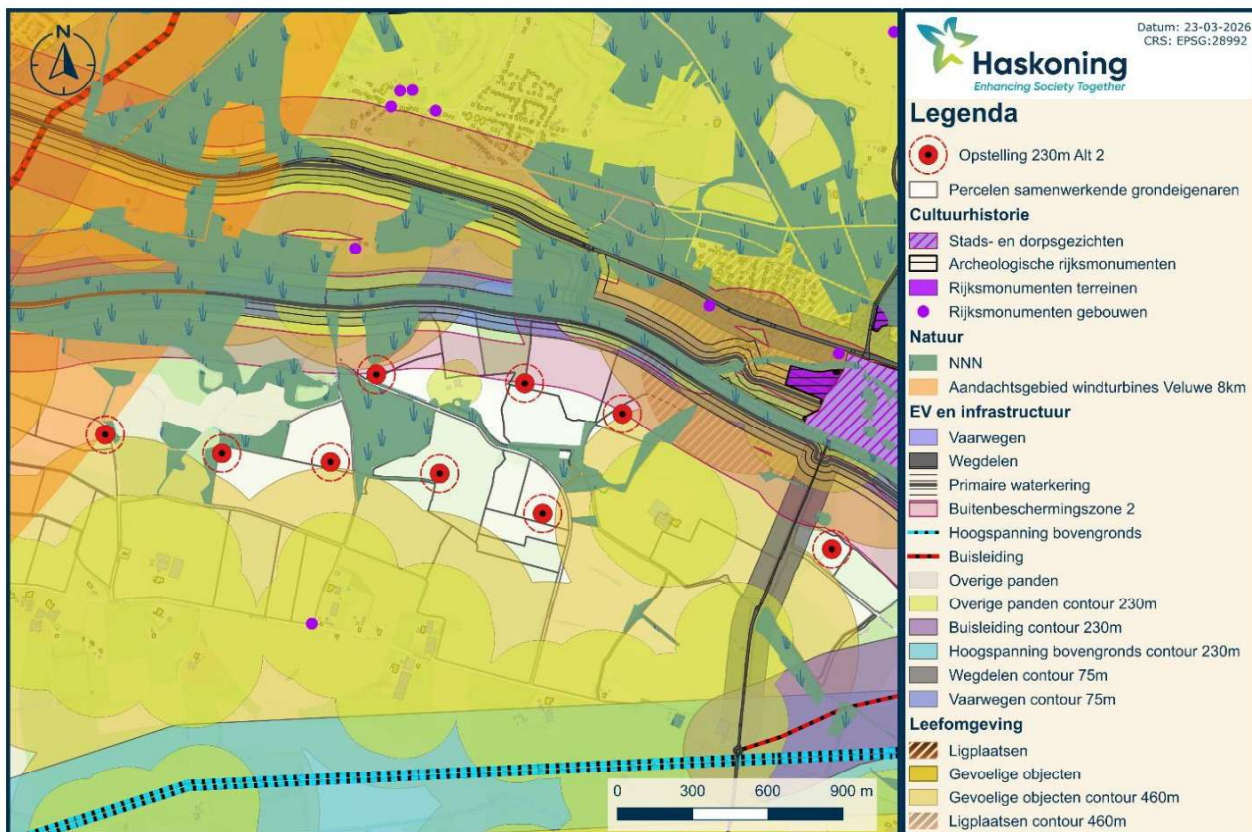 N
0 300 600 900 m
Datum: 23-03-2026
CRS: EPSG:28992
Haskoning
Enhancing Society Together
Legenda
Opstelling 230m Alt 2
Percelen samenwerkende grondeigenaren
Cultuurhistorie
Stads- en dorpsgezichten
Archeologische rijksmonumenten
Rijksmonumenten terreinen
Rijksmonumenten gebouwen
Natuur
NNN
Aandachtsgebied windturbines Veluwe 8km
EV en infrastructuur
Vaarwegen
Wegdelen
Primaire waterkering
Buitenbeschermingszone 2
Hoogspanning bovengronds
Buisleiding
Overige panden
Overige panden contour 230m
Buisleiding contour 230m
Hoogspanning bovengronds contour 230m
Wegdelen contour 75m
Vaarwegen contour 75m
Leefomgeving
Ligplaatsen
Gevoelige objecten
Gevoelige objecten contour 460m
Ligplaatsen contour 460m